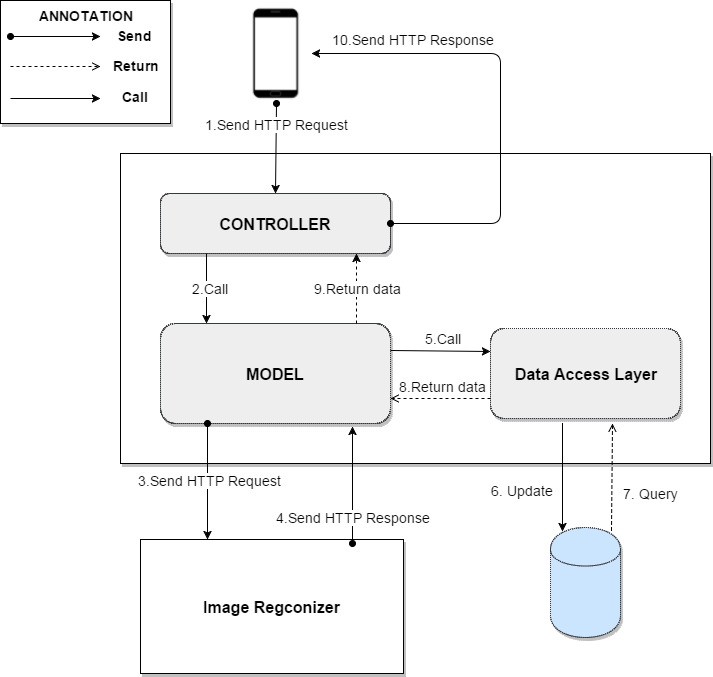 ANNOTATION
Send
Return
Call
10.Send HTTP Response
1.Send HTTP Request
CONTROLLER
2.Call
9.Return data
MODEL
5.Call
8.Return data
Data Access Layer
3.Send HTTP Request
4.Send HTTP Response
6. Update
7. Query
Image Regconizer